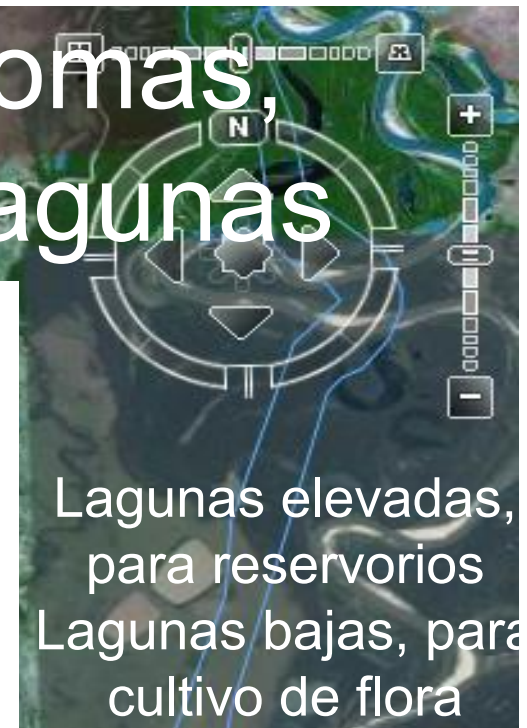 omas,
agunas
N
Lagunas elevadas,
para reservorios
Lagunas bajas, para
cultivo de flora